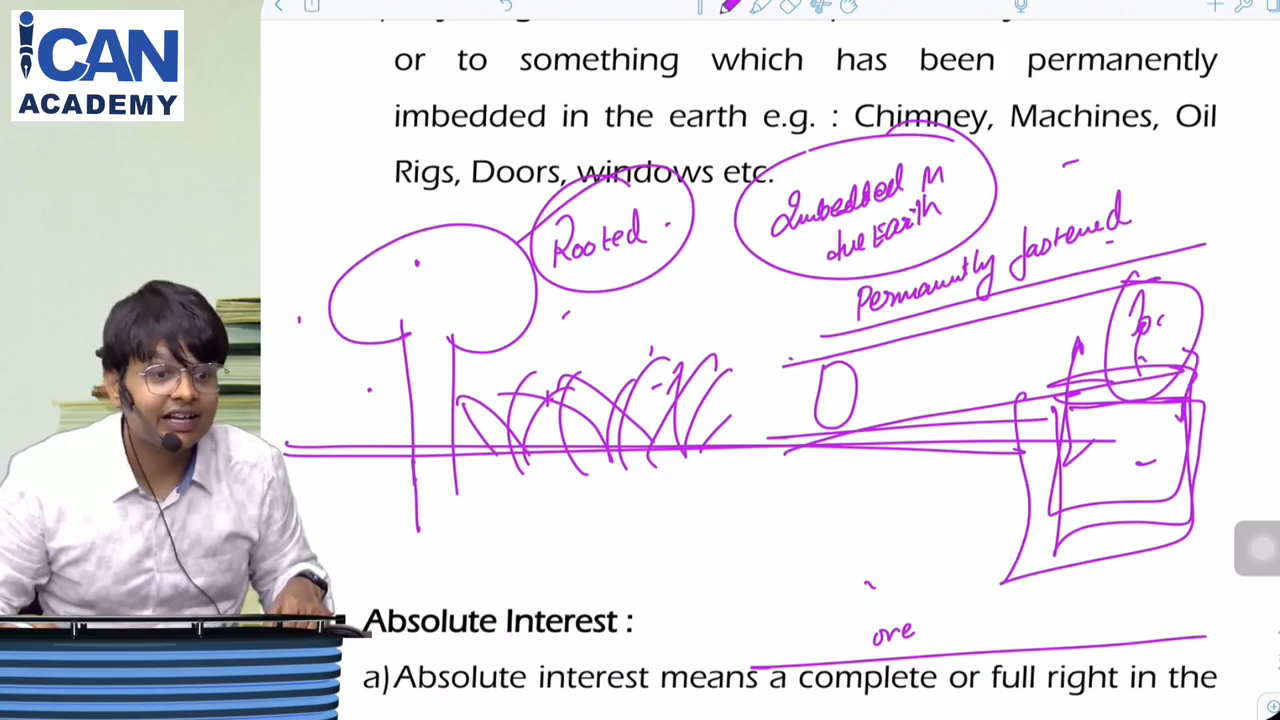 iCAN
ACADEMY
or to something which has been permanently
imbedded in the earth e.g. : Chimney, Machines, Oil
Rigs, Doors, windows etc.
Rooted
Imbedded in
the Earth
Permanently fastened
ore
Absolute Interest :
a) Absolute interest means a complete or full right in the